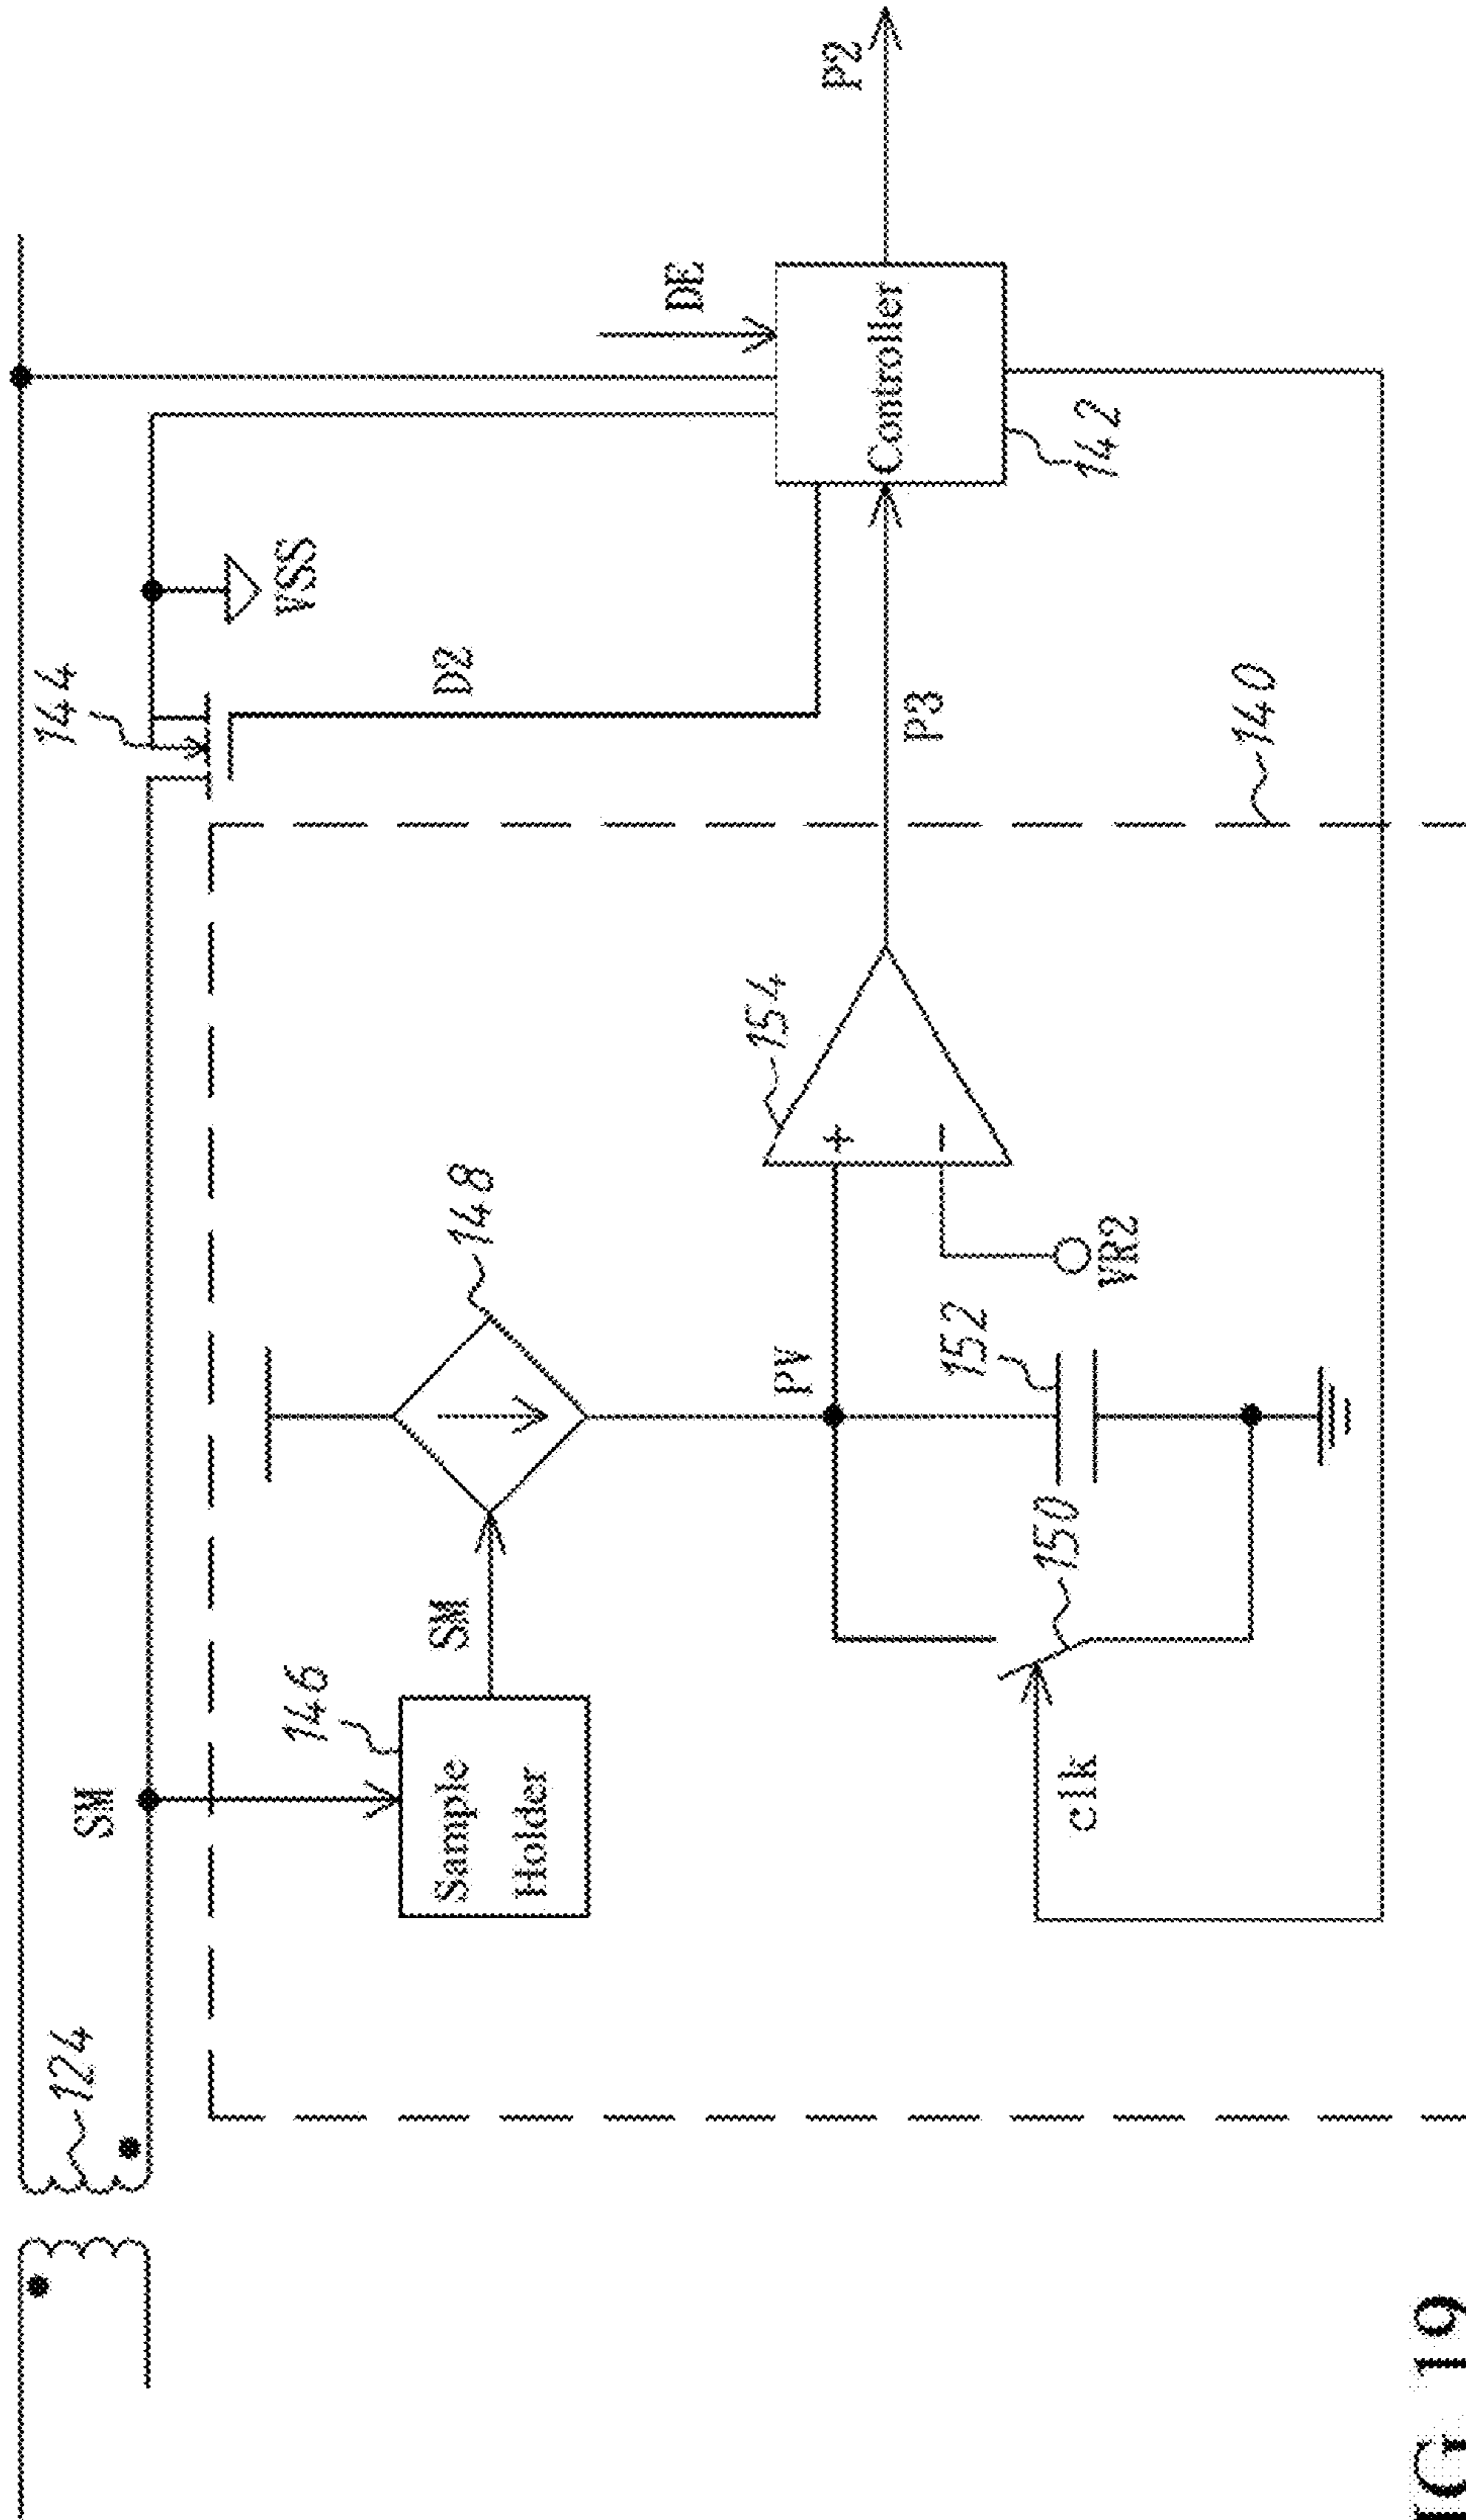 124
SM
144
VSS
146
Sample
Holder
SM
148
D2
DE
PV
154
+
−
Controller
P2
clk
150
152
VR2
P3
142
140
IG 19